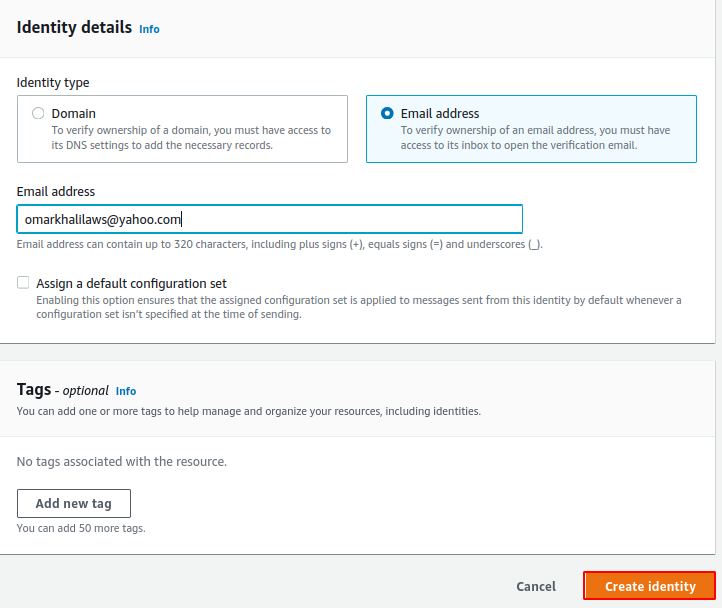 Identity details Info
Identity type
Domain
To verify ownership of a domain, you must have access to
its DNS settings to add the necessary records.
Email address
To verify ownership of an email address, you must have
access to its inbox to open the verification email.
Email address
omarkhalilaws@yahoo.com
Email address can contain up to 320 characters, including plus signs (+), equals signs (=) and underscores (_).
Assign a default configuration set
Enabling this option ensures that the assigned configuration set is applied to messages sent from this identity by default whenever a
configuration set isn't specified at the time of sending.
Tags - optional Info
You can add one or more tags to help manage and organize your resources, including identities.
No tags associated with the resource.
Add new tag
You can add 50 more tags.
Cancel Create identity